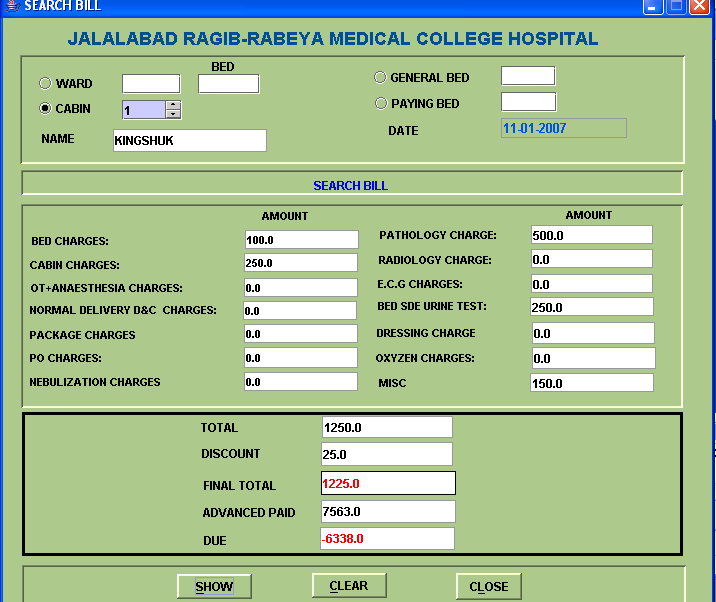 SEARCH BILL
JALALABAD RAGIB-RABEYA MEDICAL COLLEGE HOSPITAL
BED
WARD
GENERAL BED
CABIN 1
PAYING BED
NAME KINGSHUK
DATE 11-01-2007
SEARCH BILL
AMOUNT AMOUNT
BED CHARGES: 100.0 PATHOLOGY CHARGE: 500.0
CABIN CHARGES: 250.0 RADIOLOGY CHARGE: 0.0
OT+ANAESTHESIA CHARGES: 0.0 E.C.G CHARGES: 0.0
NORMAL DELIVERY D&C CHARGES: 0.0 BED SDE URINE TEST: 250.0
PACKAGE CHARGES 0.0 DRESSING CHARGE 0.0
PO CHARGES: 0.0 OXYZEN CHARGES: 0.0
NEBULIZATION CHARGES 0.0 MISC 150.0
TOTAL 1250.0
DISCOUNT 25.0
FINAL TOTAL 1225.0
ADVANCED PAID 7563.0
DUE -6338.0
SHOW CLEAR CLOSE